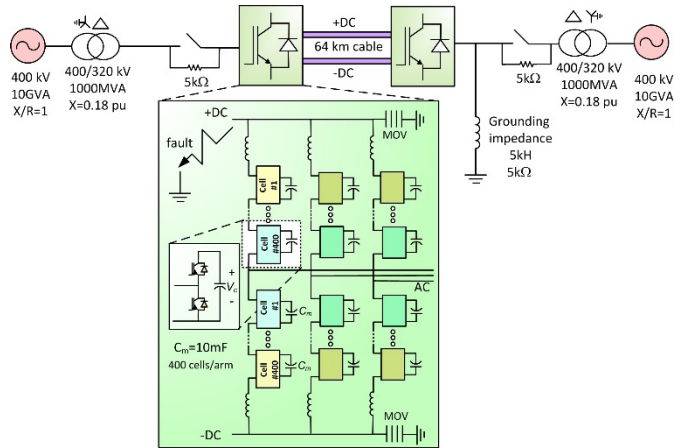 400 kV
10GVA
X/R=1
400/320 kV
1000MVA
X=0.18 pu
5kΩ
+DC
64 km cable
-DC
5kΩ
400/320 kV
1000MVA
X=0.18 pu
400 kV
10GVA
X/R=1
Grounding
impedance
5kH
5kΩ
+DC
MOV
fault
Cell
#1
Cell
#400
+
Vc
-
AC
Cell
#1
Cm
Cm=10mF
400 cells/arm
Cell
#400
Cm
MOV
-DC